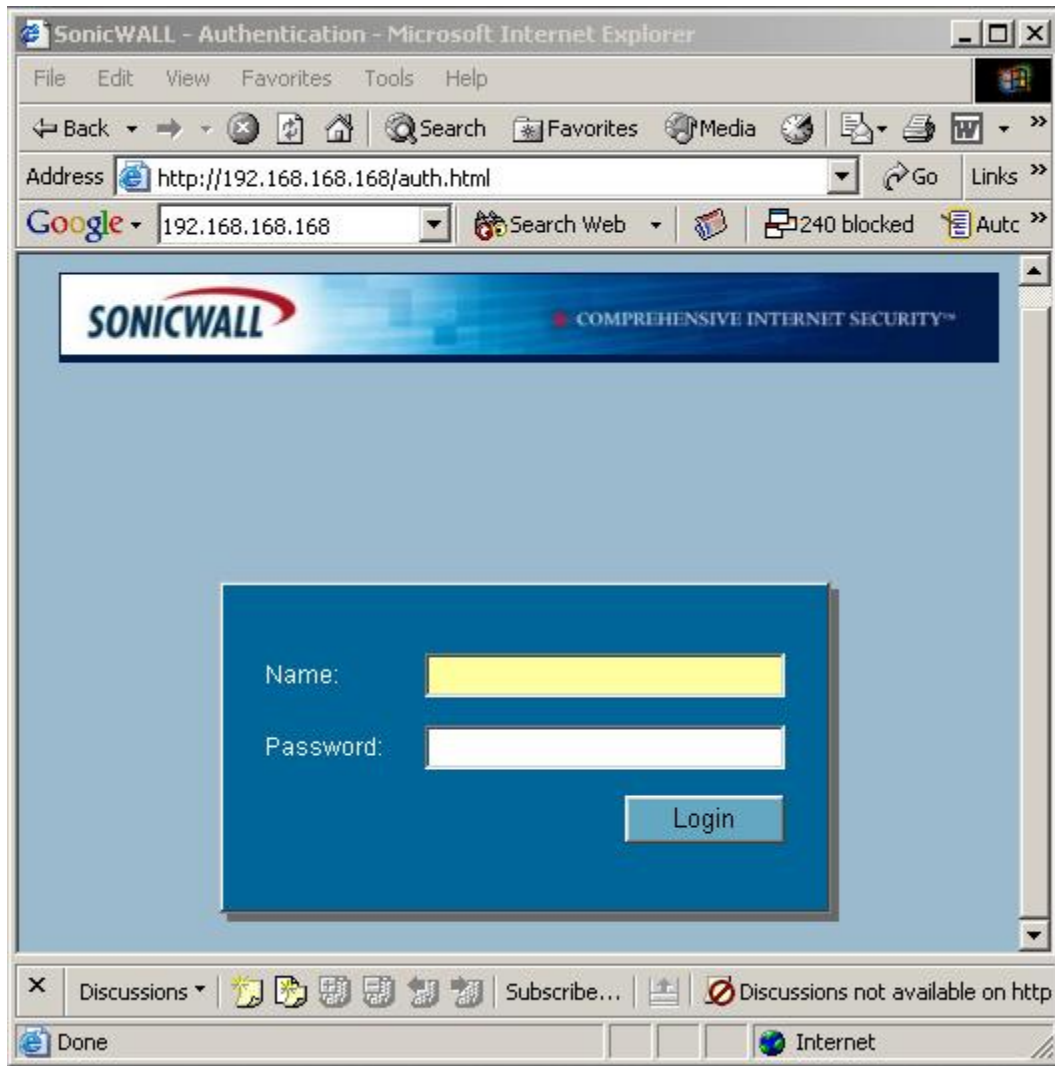 SonicWALL - Authentication - Microsoft Internet Explorer
File Edit View Favorites Tools Help
Back Search Favorites Media
Address http://192.168.168.168/auth.html Go Links »
Google 192.168.168.168 Search Web 240 blocked Autc »
SONICWALL COMPREHENSIVE INTERNET SECURITY™
Name:
Password:
Login
Discussions Subscribe... Discussions not available on http
Done Internet